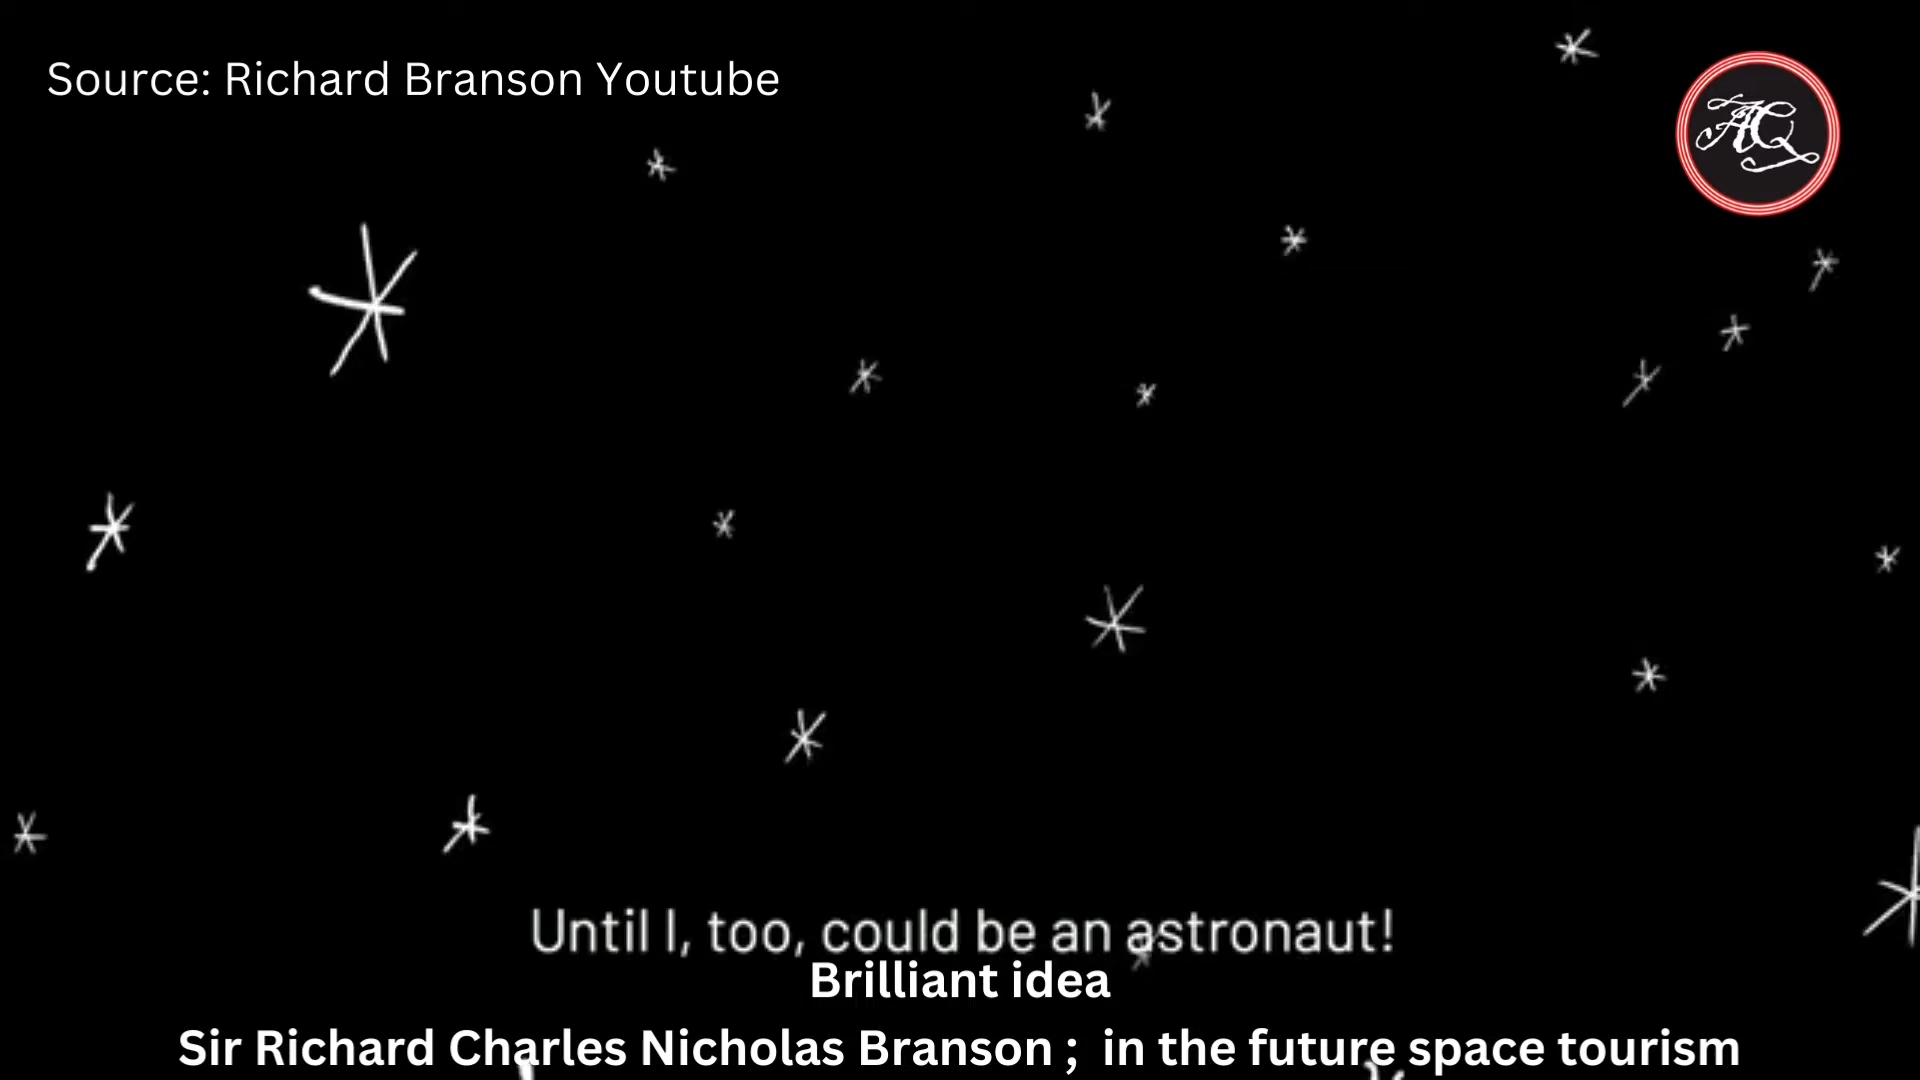 Source: Richard Branson Youtube
AQ
Until I, too, could be an astronaut!
Brilliant idea
Sir Richard Charles Nicholas Branson ; in the future space tourism